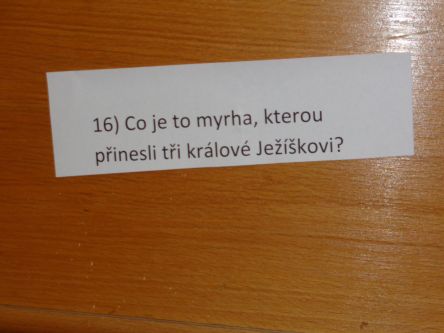 16) Co je to myrha, kterou
přinesli tři králové Ježíškovi?